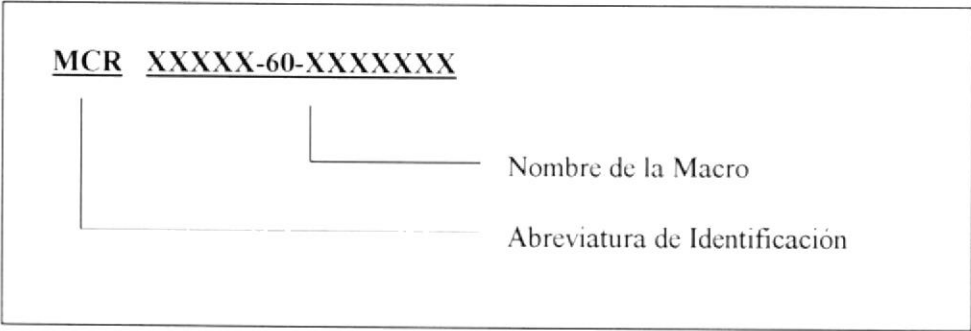 MCR XXXXX-60-XXXXXXX
Nombre de la Macro
Abreviatura de Identificación